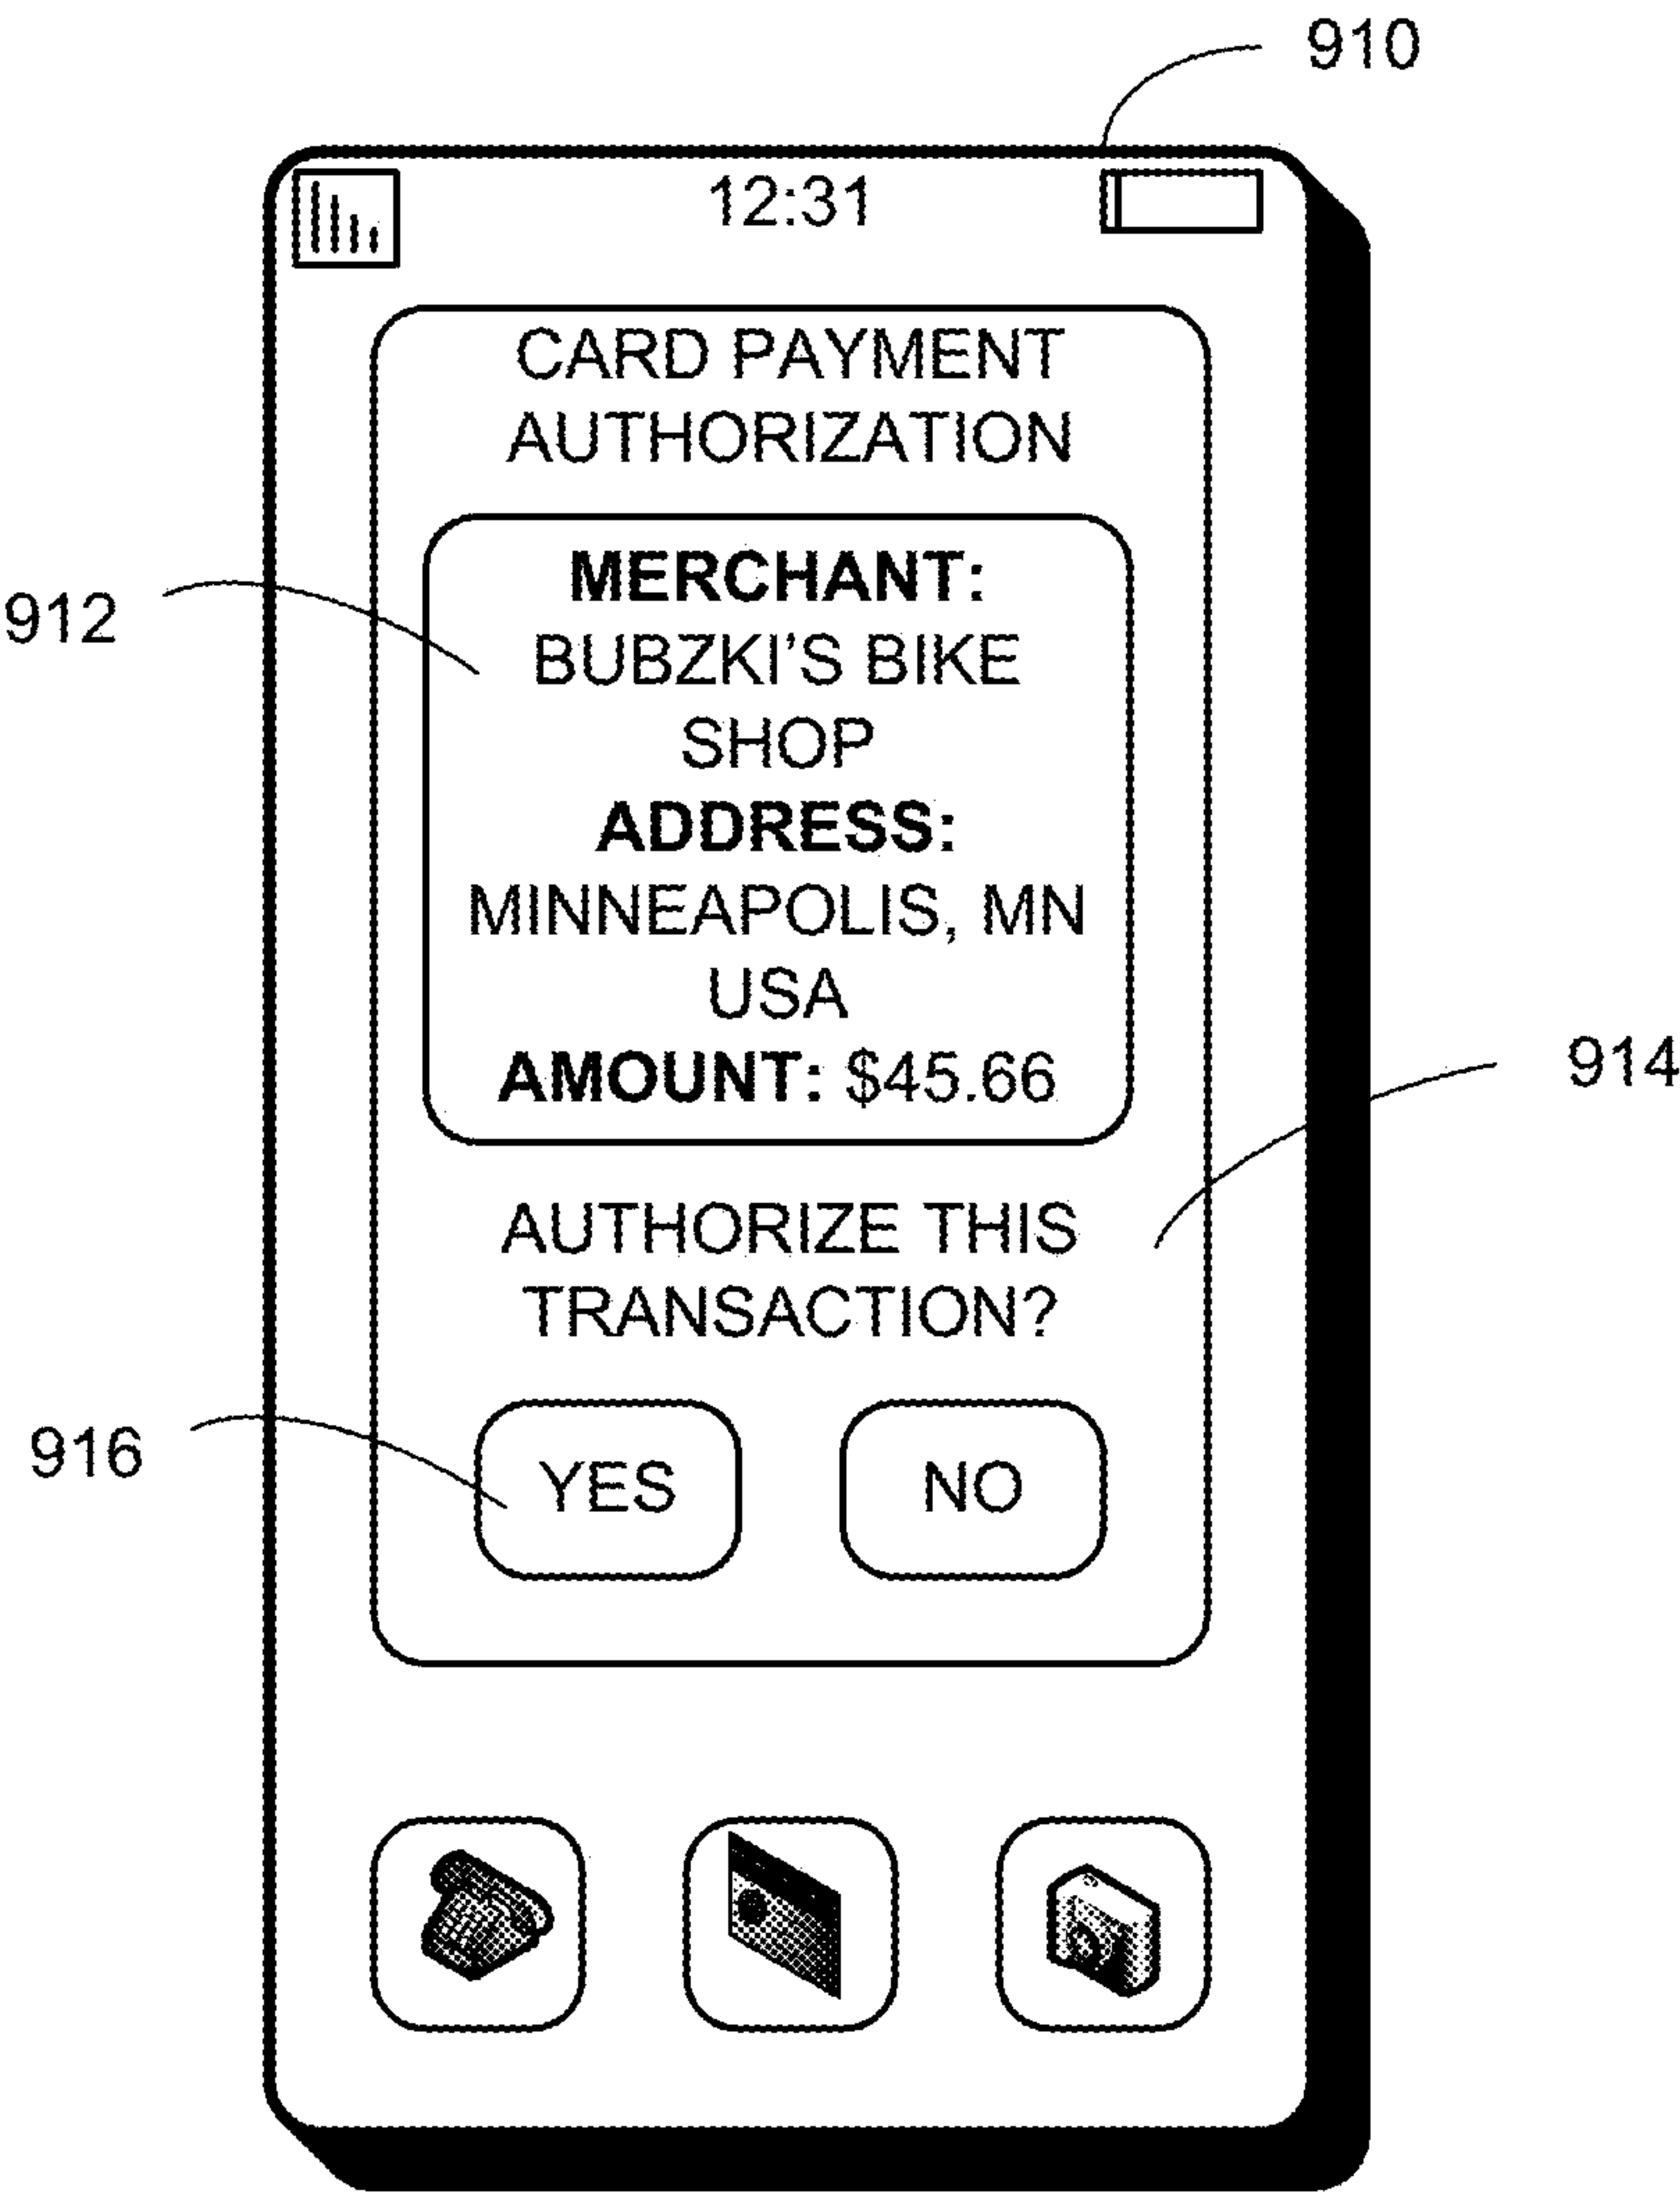 910
12:31
CARD PAYMENT
AUTHORIZATION
MERCHANT:
912
BUBZKI'S BIKE
SHOP
ADDRESS:
MINNEAPOLIS, MN
USA
AMOUNT: $45.66
914
AUTHORIZE THIS
TRANSACTION?
916
YES NO